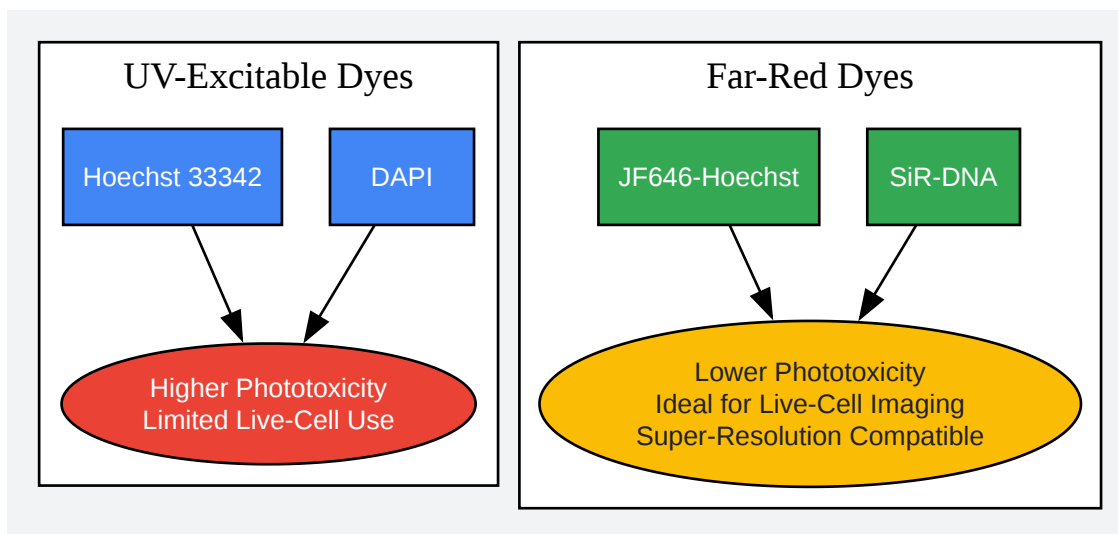 UV-Excitable Dyes
Hoechst 33342
DAPI
Higher Phototoxicity
Limited Live-Cell Use
Far-Red Dyes
JF646-Hoechst
SiR-DNA
Lower Phototoxicity
Ideal for Live-Cell Imaging
Super-Resolution Compatible